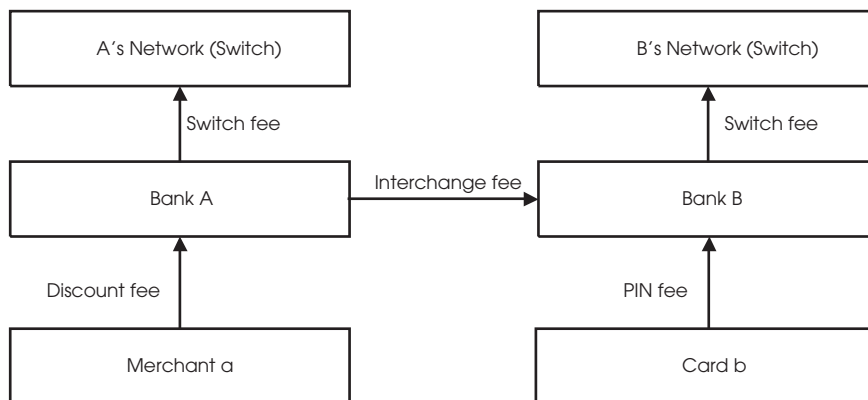 A's Network (Switch)
B's Network (Switch)
Switch fee
Switch fee
Interchange fee
Bank A
Bank B
Discount fee
PIN fee
Merchant a
Card b